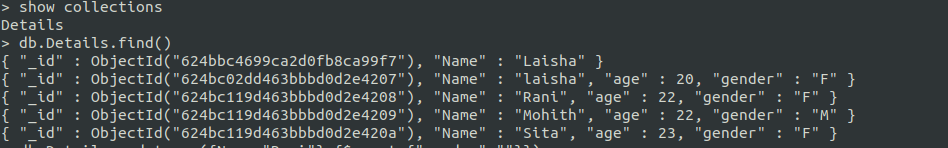 > show collections
Details
> db.Details.find()
{ "_id" : ObjectId("624bbc4699ca2d0fb8ca99f7"), "Name" : "Laisha" }
{ "_id" : ObjectId("624bc02dd463bbbd0d2e4207"), "Name" : "laisha", "age" : 20, "gender" : "F" }
{ "_id" : ObjectId("624bc119d463bbbd0d2e4208"), "Name" : "Rani", "age" : 22, "gender" : "F" }
{ "_id" : ObjectId("624bc119d463bbbd0d2e4209"), "Name" : "Mohith", "age" : 22, "gender" : "M" }
{ "_id" : ObjectId("624bc119d463bbbd0d2e420a"), "Name" : "Sita", "age" : 23, "gender" : "F" }